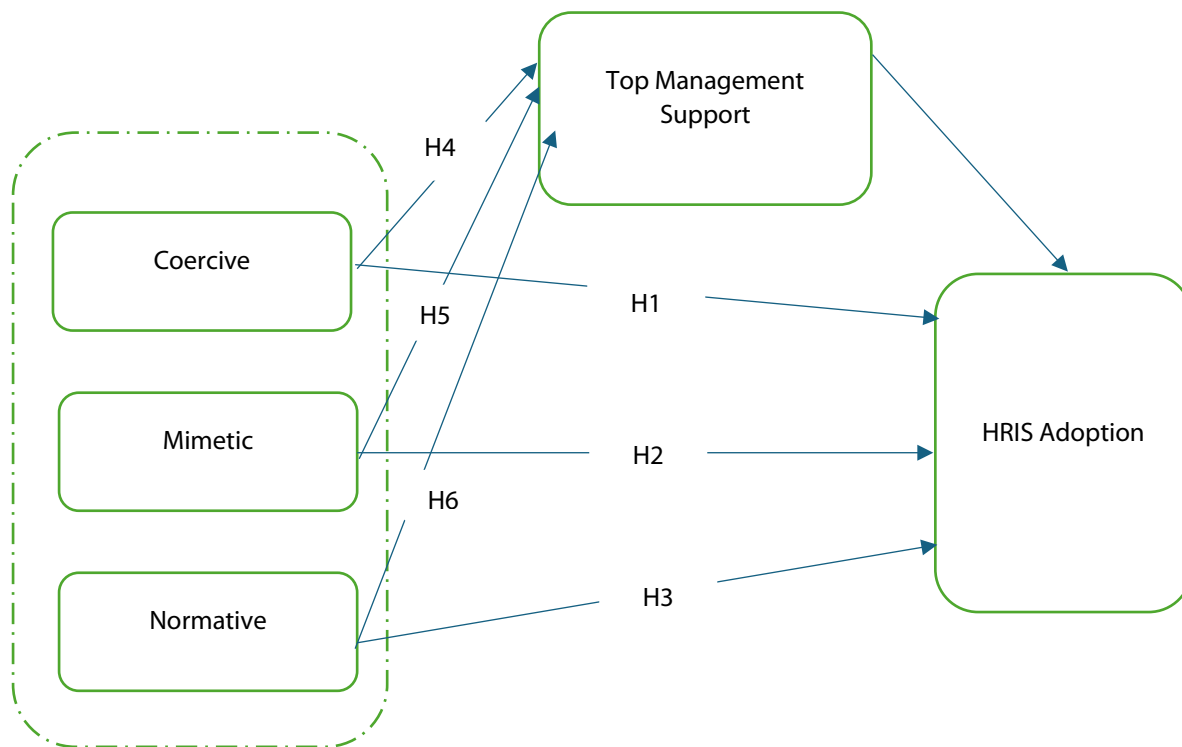 Top Management
Support
H4
Coercive
H1
H5
Mimetic
H2
HRIS Adoption
H6
Normative
H3